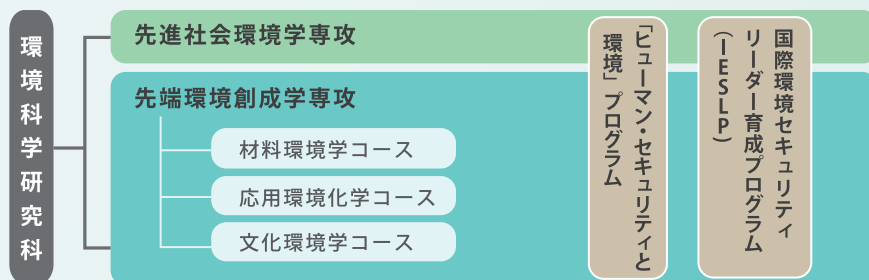 環境科学研究科
先進社会環境学専攻
先端環境創成学専攻
材料環境学コース
応用環境化学コース
文化環境学コース
「ヒューマン・セキュリティと
環境」プログラム
国際環境セキュリティ
リーダー育成プログラム
（IESLP）